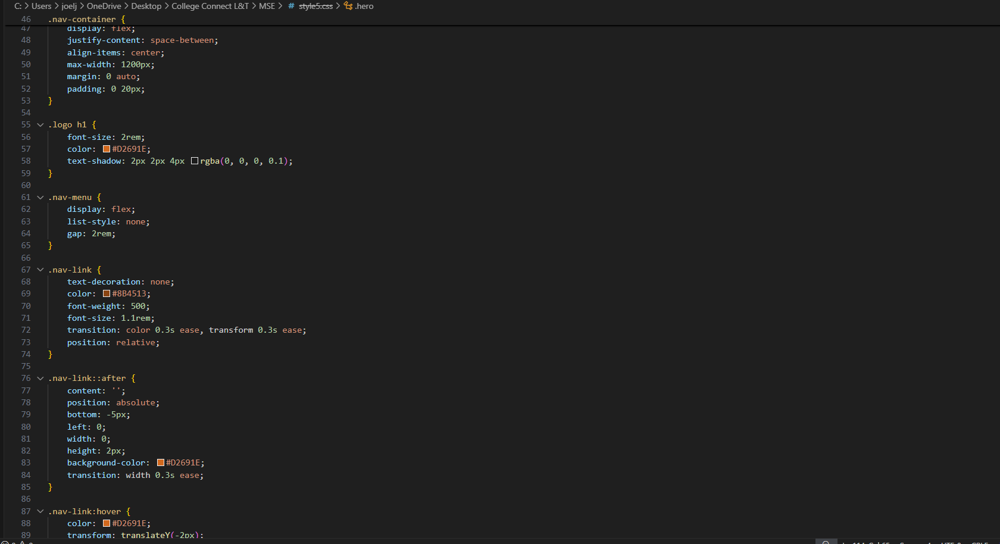 C: > Users > joelj > OneDrive > Desktop > College Connect L&T > MSE > # style5.css > .hero
46 .nav-container {
47 display: flex;
48 justify-content: space-between;
49 align-items: center;
50 max-width: 1200px;
51 margin: 0 auto;
52 padding: 0 20px;
53 }
54
55 .logo h1 {
56 font-size: 2rem;
57 color: #D2691E;
58 text-shadow: 2px 2px 4px rgba(0, 0, 0, 0.1);
59 }
60
61 .nav-menu {
62 display: flex;
63 list-style: none;
64 gap: 2rem;
65 }
66
67 .nav-link {
68 text-decoration: none;
69 color: #8B4513;
70 font-weight: 500;
71 font-size: 1.1rem;
72 transition: color 0.3s ease, transform 0.3s ease;
73 position: relative;
74 }
75
76 .nav-link::after {
77 content: '';
78 position: absolute;
79 bottom: -5px;
80 left: 0;
81 width: 0;
82 height: 2px;
83 background-color: #D2691E;
84 transition: width 0.3s ease;
85 }
86
87 .nav-link:hover {
88 color: #D2691E;
89 transform: translateY(-2px);